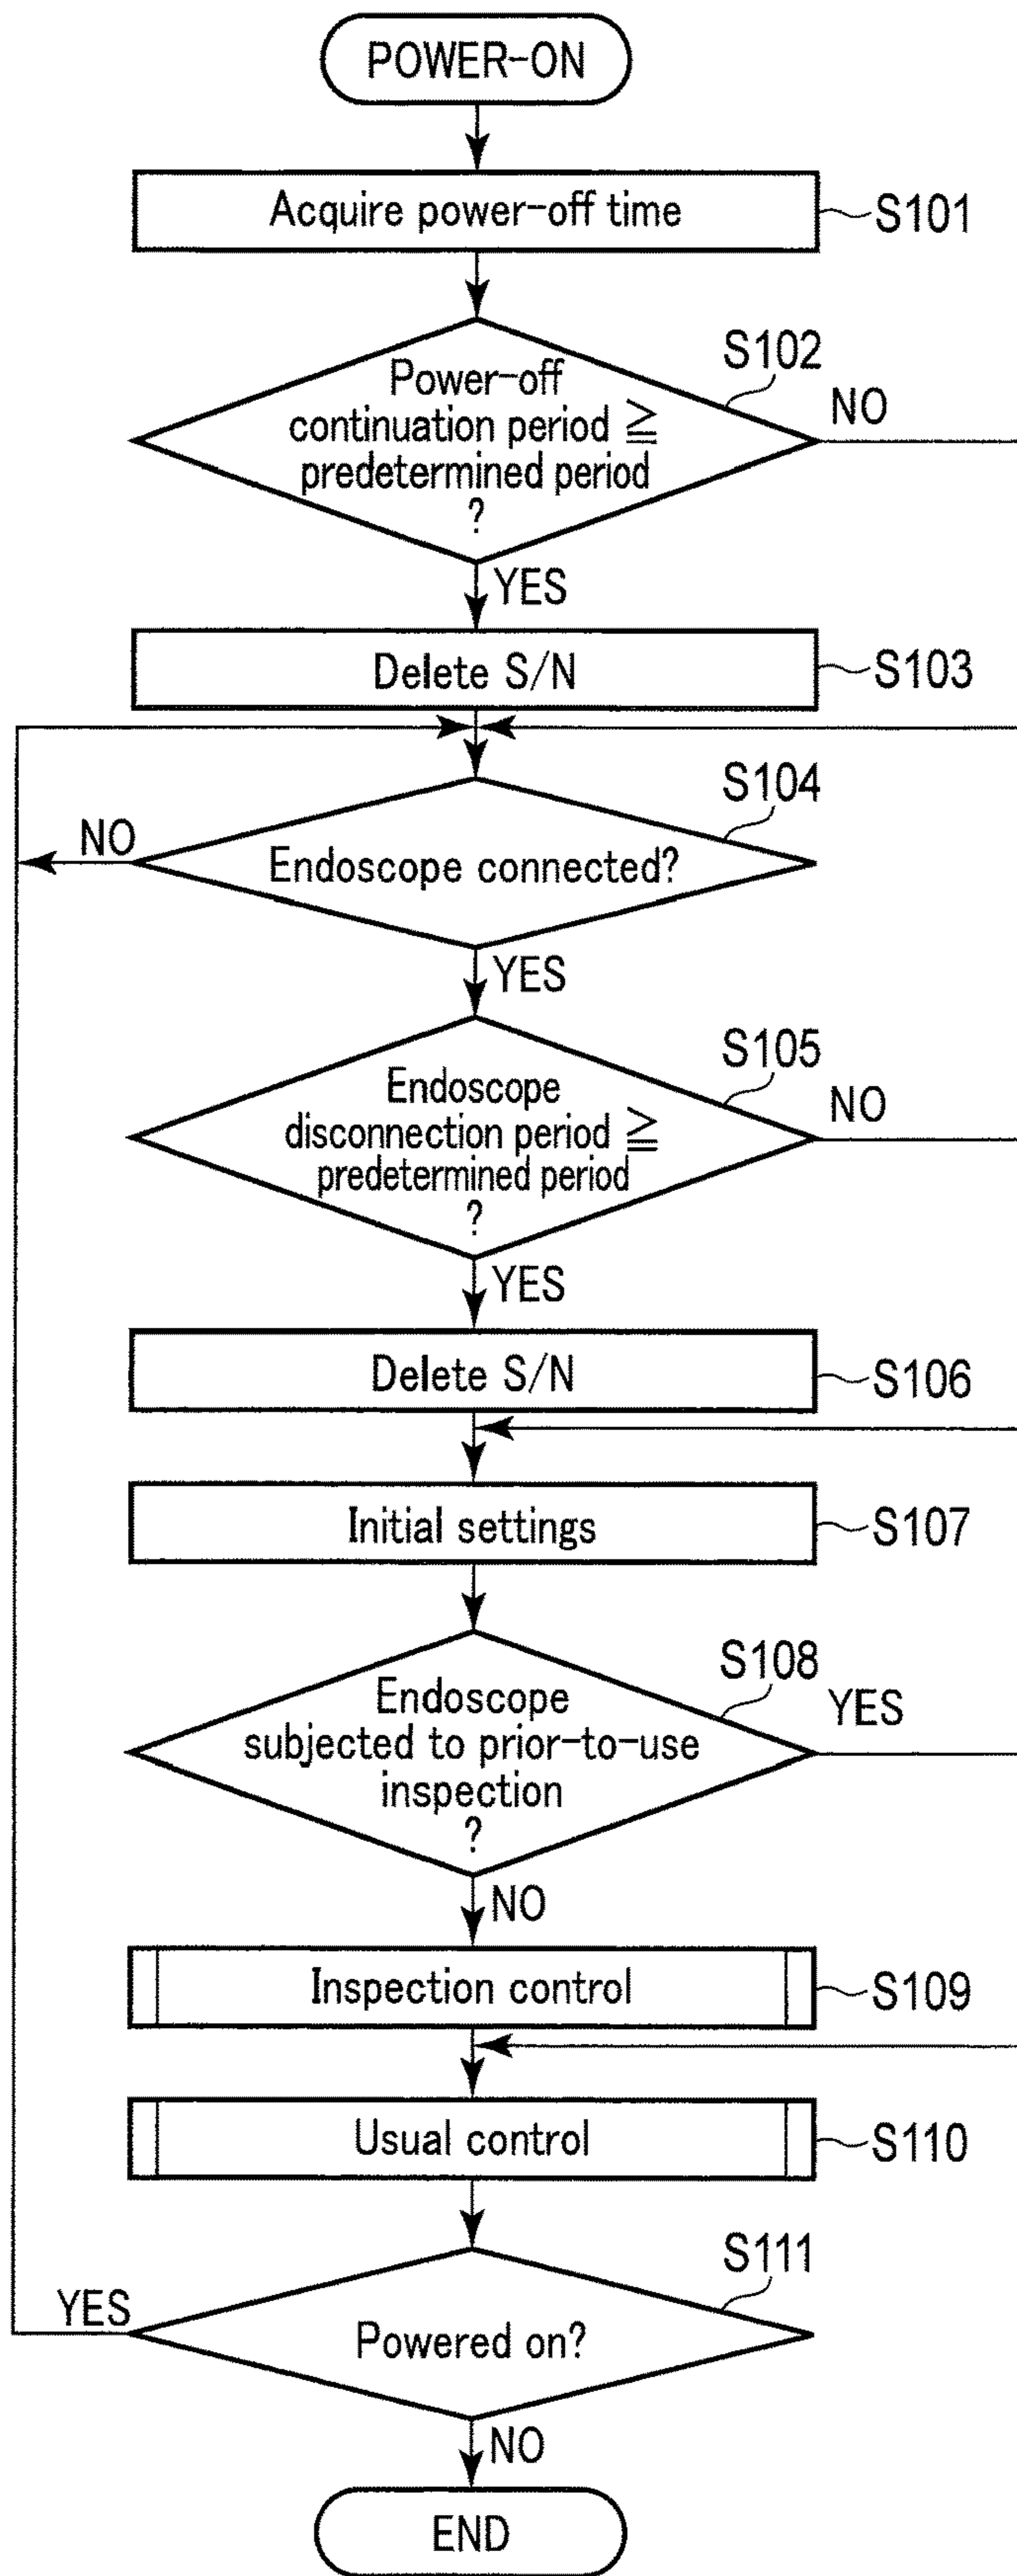 POWER-ON
Acquire power-off time
S101
S102
Power-off
continuation period ≧
predetermined period
?
NO
YES
Delete S/N
S103
S104
NO
Endoscope connected?
YES
S105
Endoscope
disconnection period ≧
predetermined period
?
NO
YES
Delete S/N
S106
Initial settings
S107
S108
Endoscope
subjected to prior-to-use
inspection
?
YES
NO
Inspection control
S109
Usual control
S110
S111
YES
Powered on?
NO
END